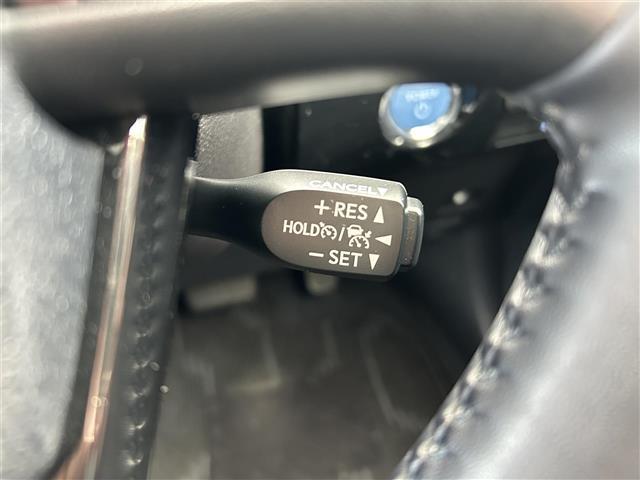 CANCEL▼
+RES ▲
HOLD / ◀
−SET ▼
POWER